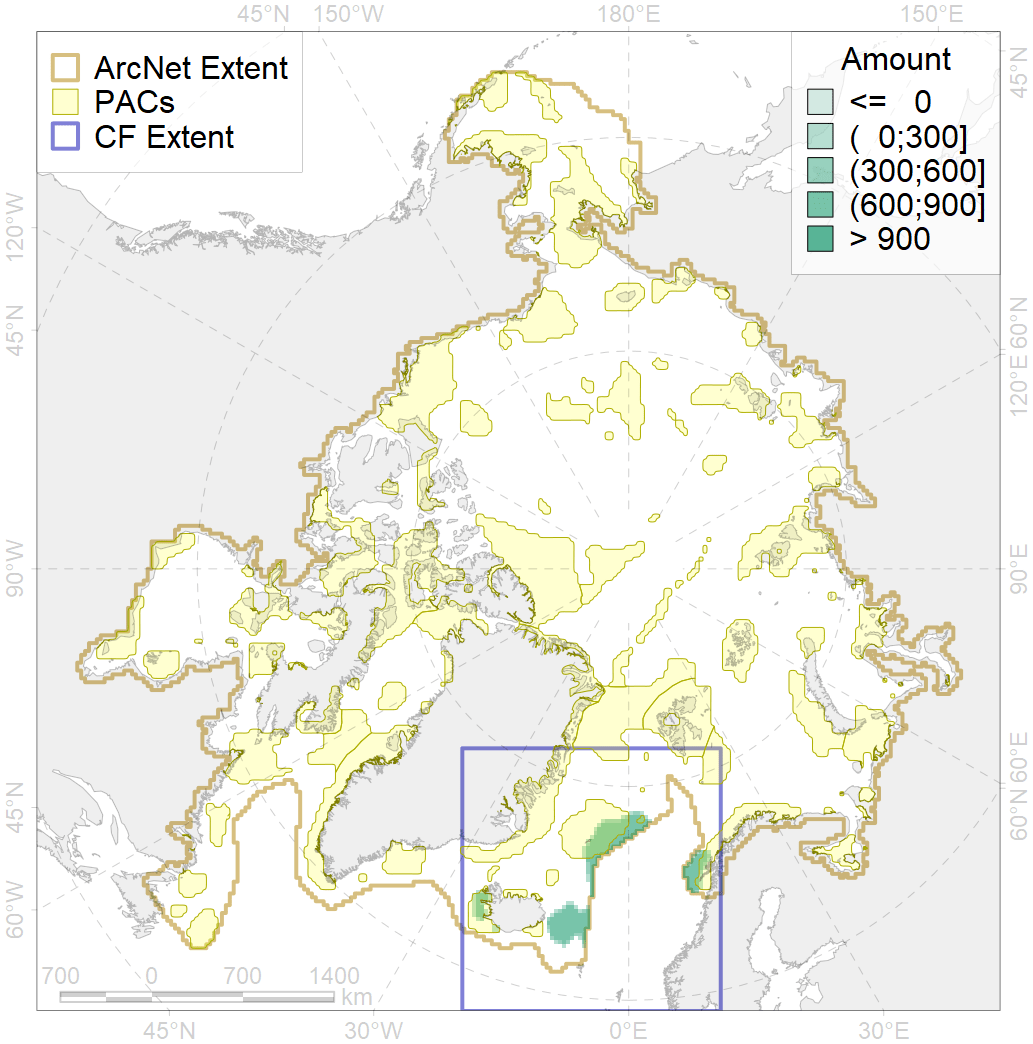 45°N 150°W 180°E 150°E
ArcNet Extent
PACs
CF Extent
Amount
<= 0
( 0;300]
(300;600]
(600;900]
> 900
45°N
120°W
45°N
90°W
45°N
60°W
60°N
120°E
90°E
60°E
60°N
700 0 700 1400
km
45°N 30°W 0°E 30°E